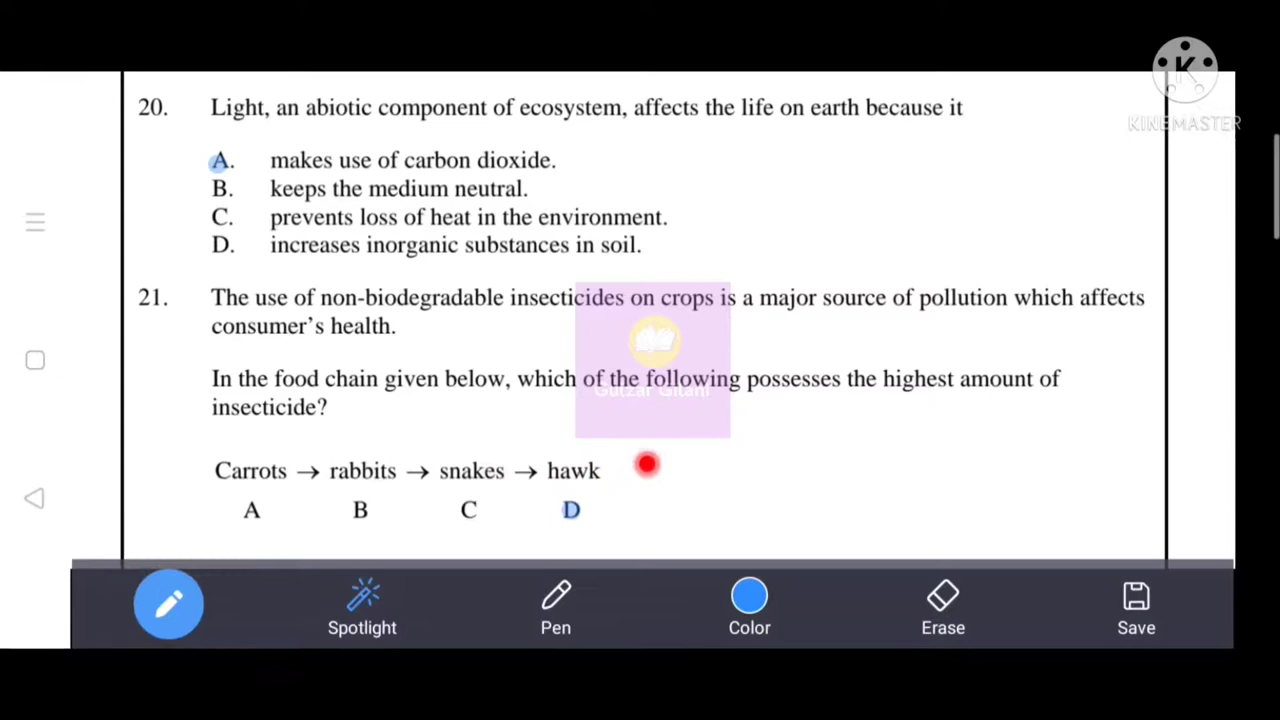 KINEMASTER
20. Light, an abiotic component of ecosystem, affects the life on earth because it
A. makes use of carbon dioxide.
B. keeps the medium neutral.
C. prevents loss of heat in the environment.
D. increases inorganic substances in soil.
21. The use of non-biodegradable insecticides on crops is a major source of pollution which affects
consumer's health.
In the food chain given below, which of the following possesses the highest amount of
insecticide?
Gulzar Gilani
Carrots → rabbits → snakes → hawk
A B C D
Spotlight Pen Color Erase Save